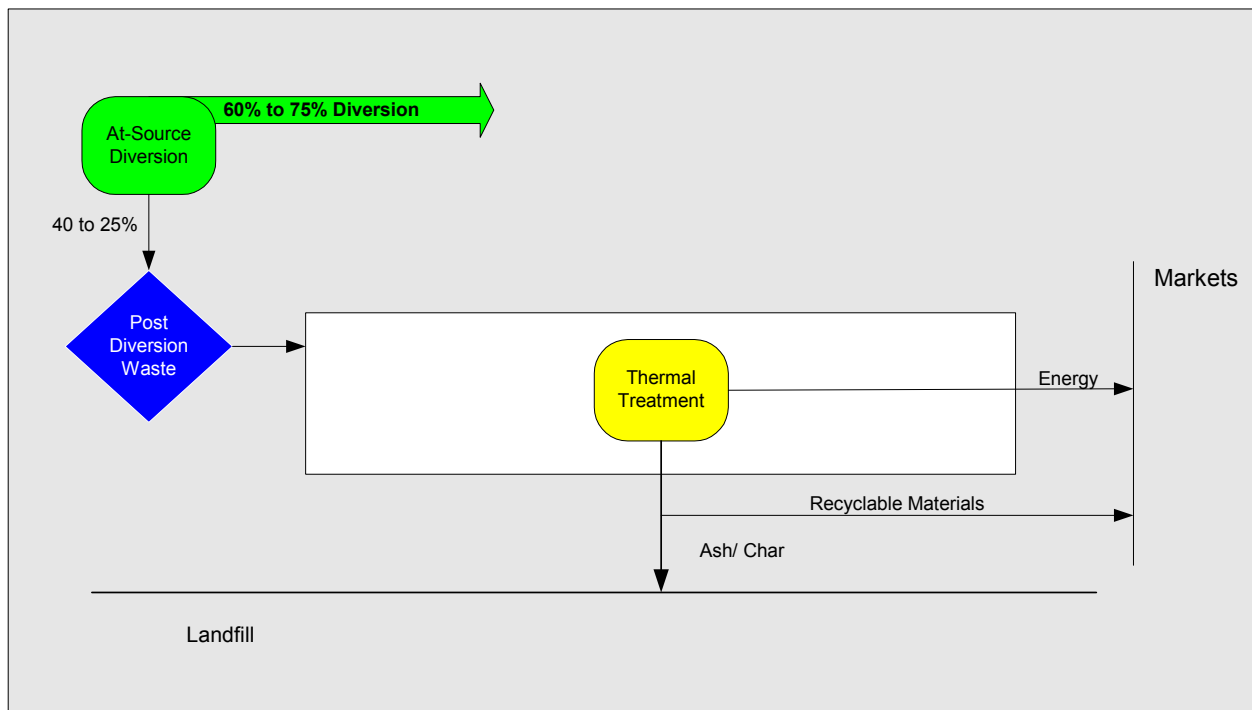 60% to 75% Diversion
At-Source
Diversion
40 to 25%
Markets
Post
Diversion
Waste
Thermal
Treatment
Energy
Recyclable Materials
Ash/ Char
Landfill